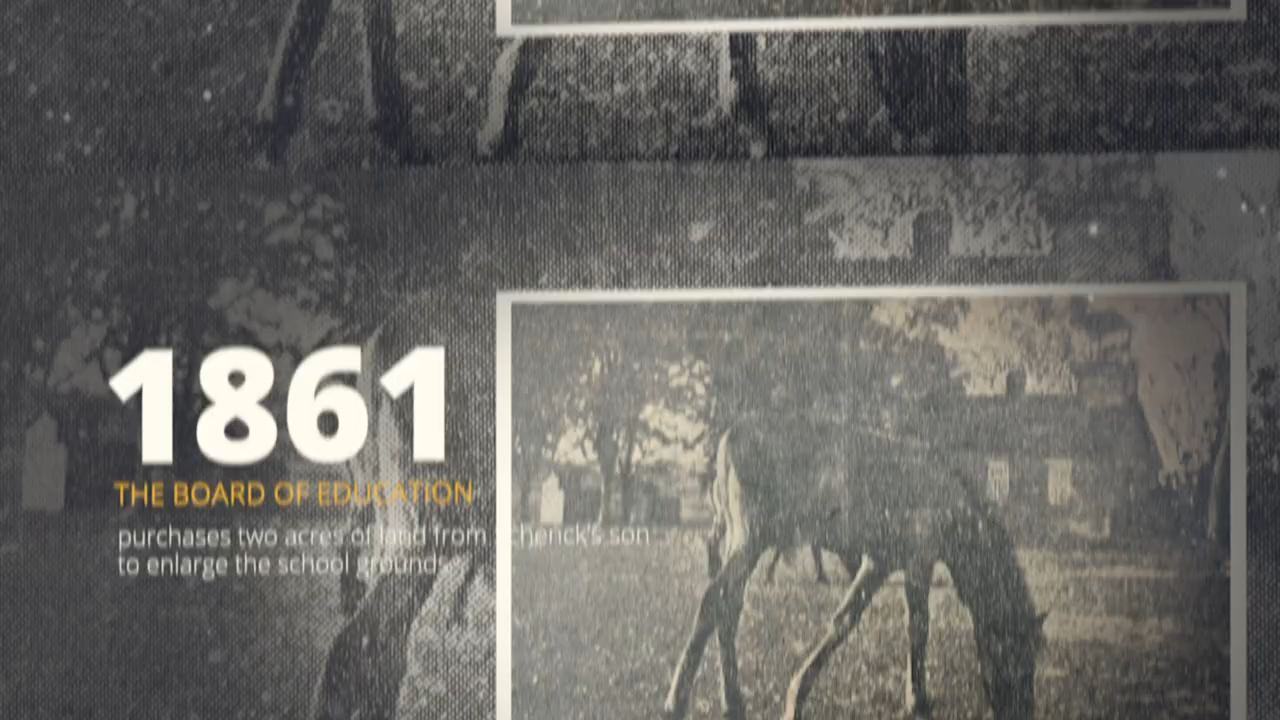 1861
THE BOARD OF EDUCATION
purchases two acres of land from son
to enlarge the school grounds